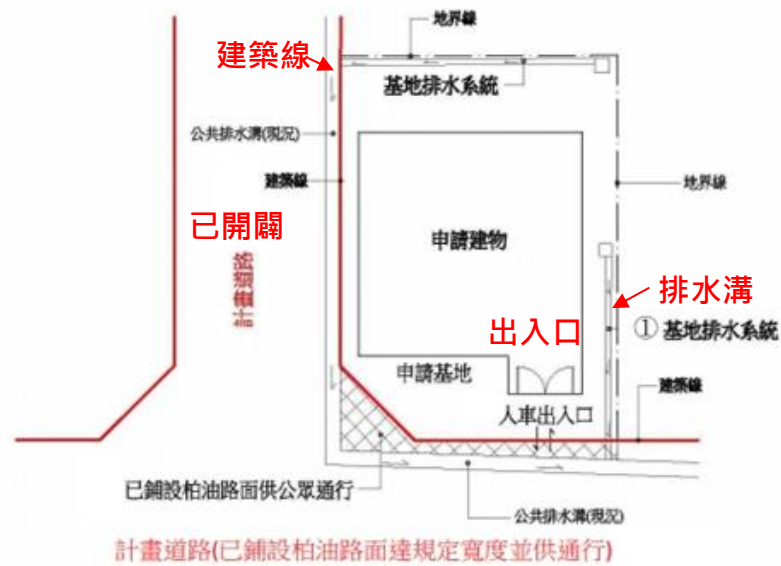 地界線
建築線
基地排水系統
公共排水溝(現況)
建築線
地界線
已開闢
申請建物
計畫道路
排水溝
出入口
① 基地排水系統
申請基地
建築線
人車出入口
已鋪設柏油路面供公眾通行
公共排水溝(現況)
計畫道路(已鋪設柏油路面達規定寬度並供通行)